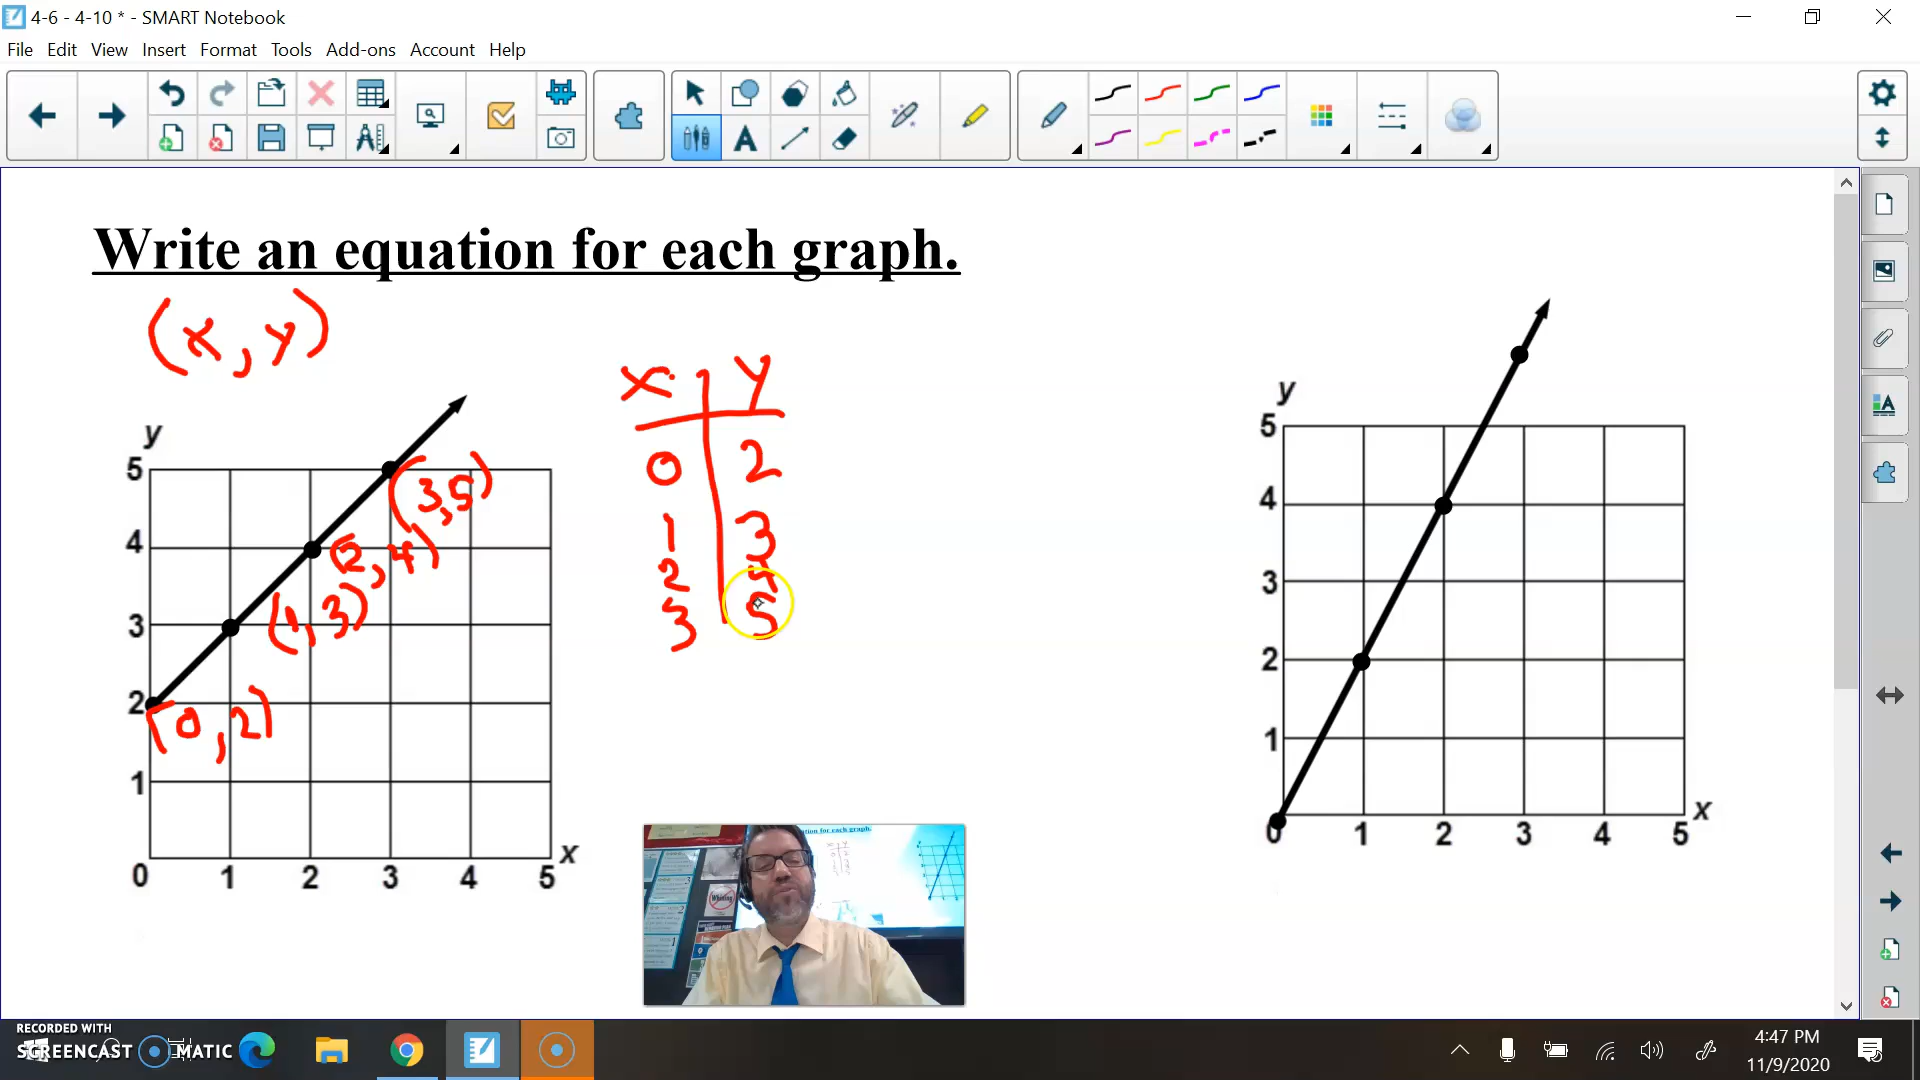 4-6 - 4-10 * - SMART Notebook
File Edit View Insert Format Tools Add-ons Account Help
Write an equation for each graph.
(x, y)
x y
0 2
1 3
2 4
3 5
y
5
4
3
2
1
0 1 2 3 4 5 x
(3,5)
(2,4)
(1,3)
(0,2)
y
5
4
3
2
1
0 1 2 3 4 5 x
RECORDED WITH
SCREENCAST MATIC
4:47 PM
11/9/2020